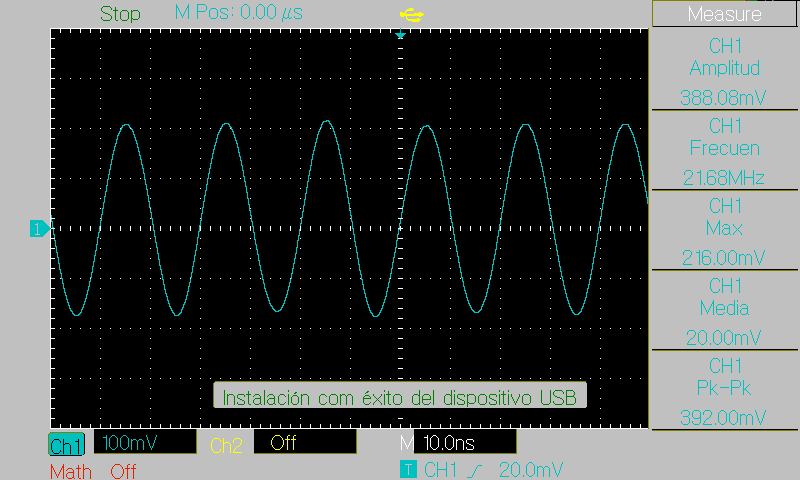 Stop M Pos: 0.00 µs Measure
CH1
Amplitud
388.08mV
CH1
Frecuen
21.68MHz
CH1
Max
216.00mV
CH1
Media
20.00mV
CH1
Pk-Pk
392.00mV
1
Instalación com éxito del dispositivo USB
Ch1 100mV Ch2 Off M 10.0ns
Math Off T CH1 20.0mV